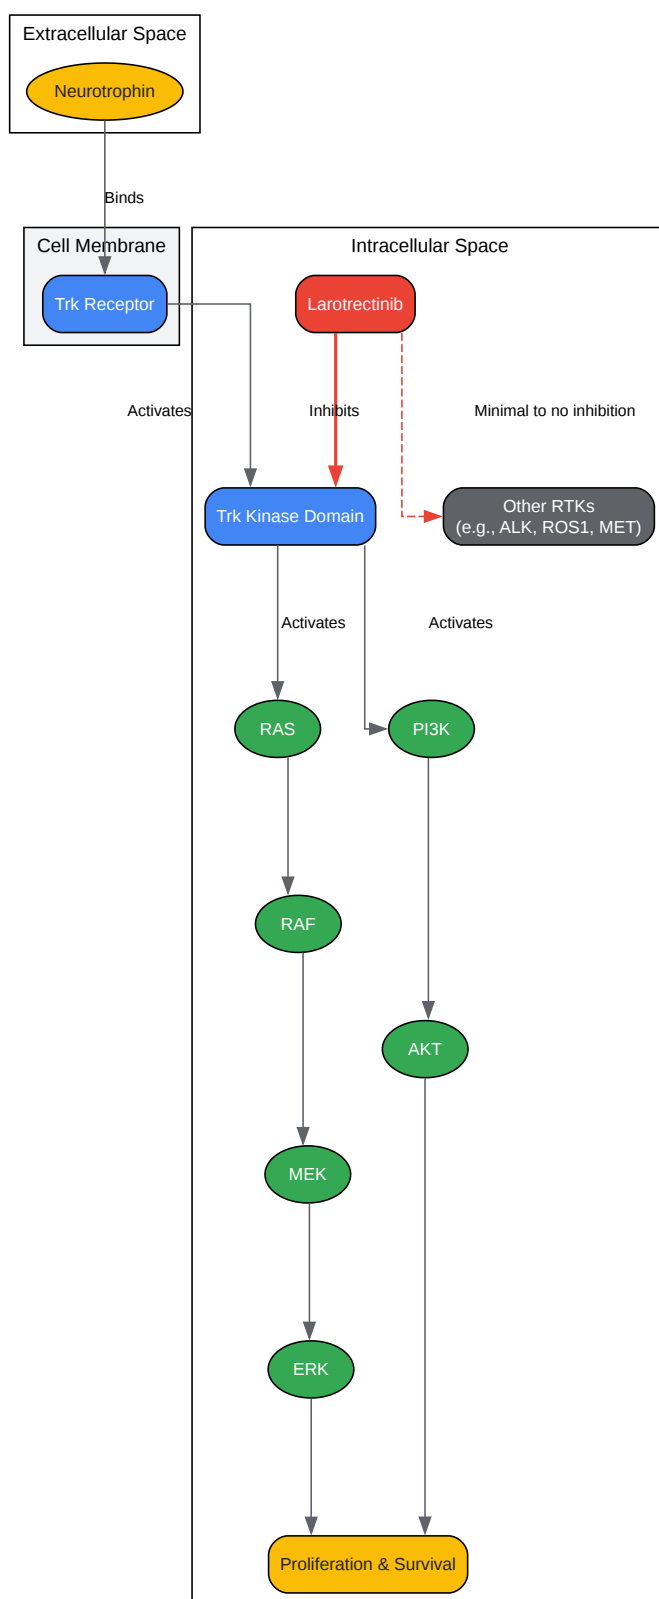 Extracellular Space
Neurotrophin
Binds
Cell Membrane
Intracellular Space
Trk Receptor
Larotrectinib
Activates
Inhibits
Minimal to no inhibition
Trk Kinase Domain
Other RTKs
(e.g., ALK, ROS1, MET)
Activates
Activates
RAS
PI3K
RAF
AKT
MEK
ERK
Proliferation & Survival